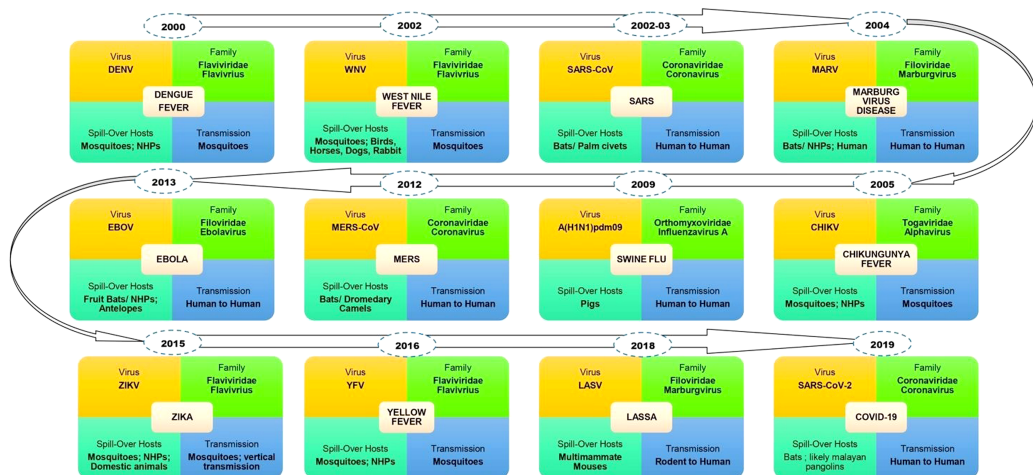 2000
2002
2002-03
2004
Virus
DENV
Family
Flaviviridae
Flavivrius
DENGUE
FEVER
Spill-Over Hosts
Mosquitoes; NHPs
Transmission
Mosquitoes
Virus
WNV
Family
Flaviviridae
Flavivrius
WEST NILE
FEVER
Spill-Over Hosts
Mosquitoes; Birds,
Horses, Dogs, Rabbit
Transmission
Mosquitoes
Virus
SARS-CoV
Family
Coronaviridae
Coronavirus
SARS
Spill-Over Hosts
Bats/ Palm civets
Transmission
Human to Human
Virus
MARV
Family
Filoviridae
Marburgvirus
MARBURG
VIRUS
DISEASE
Spill-Over Hosts
Bats/ NHPs; Human
Transmission
Human to Human
2013
2012
2009
2005
Virus
EBOV
Family
Filoviridae
Ebolavirus
EBOLA
Spill-Over Hosts
Fruit Bats/ NHPs;
Antelopes
Transmission
Human to Human
Virus
MERS-CoV
Family
Coronaviridae
Coronavirus
MERS
Spill-Over Hosts
Bats/ Dromedary
Camels
Transmission
Human to Human
Virus
A(H1N1)pdm09
Family
Orthomyxoviridae
Influenzavirus A
SWINE FLU
Spill-Over Hosts
Pigs
Transmission
Human to Human
Virus
CHIKV
Family
Togaviridae
Alphavirus
CHIKUNGUNYA
FEVER
Spill-Over Hosts
Mosquitoes; NHPs
Transmission
Mosquitoes
2015
2016
2018
2019
Virus
ZIKV
Family
Flaviviridae
Flavivrius
ZIKA
Spill-Over Hosts
Mosquitoes; NHPs;
Domestic animals
Transmission
Mosquitoes; vertical
transmission
Virus
YFV
Family
Flaviviridae
Flavivrius
YELLOW
FEVER
Spill-Over Hosts
Mosquitoes; NHPs
Transmission
Mosquitoes
Virus
LASV
Family
Filoviridae
Marburgvirus
LASSA
Spill-Over Hosts
Multimammate
Mouses
Transmission
Rodent to Human
Virus
SARS-CoV-2
Family
Coronaviridae
Coronavirus
COVID-19
Spill-Over Hosts
Bats ; likely malayan
pangolins
Transmission
Human to Human